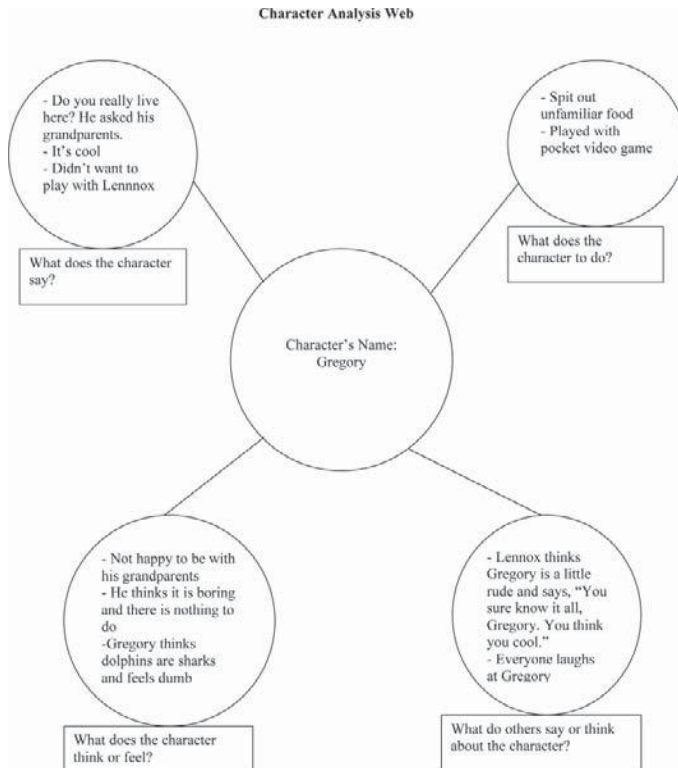 Character Analysis Web
- Do you really live
here? He asked his
grandparents.
- It's cool
- Didn't want to
play with Lennnox
What does the character
say?
- Spit out
unfamiliar food
- Played with
pocket video game
What does the
character to do?
Character's Name:
Gregory
- Not happy to be with
his grandparents
- He thinks it is boring
and there is nothing to
do
-Gregory thinks
dolphins are sharks
and feels dumb
What does the character
think or feel?
- Lennox thinks
Gregory is a little
rude and says, "You
sure know it all,
Gregory. You think
you cool."
- Everyone laughs
at Gregory
What do others say or think
about the character?